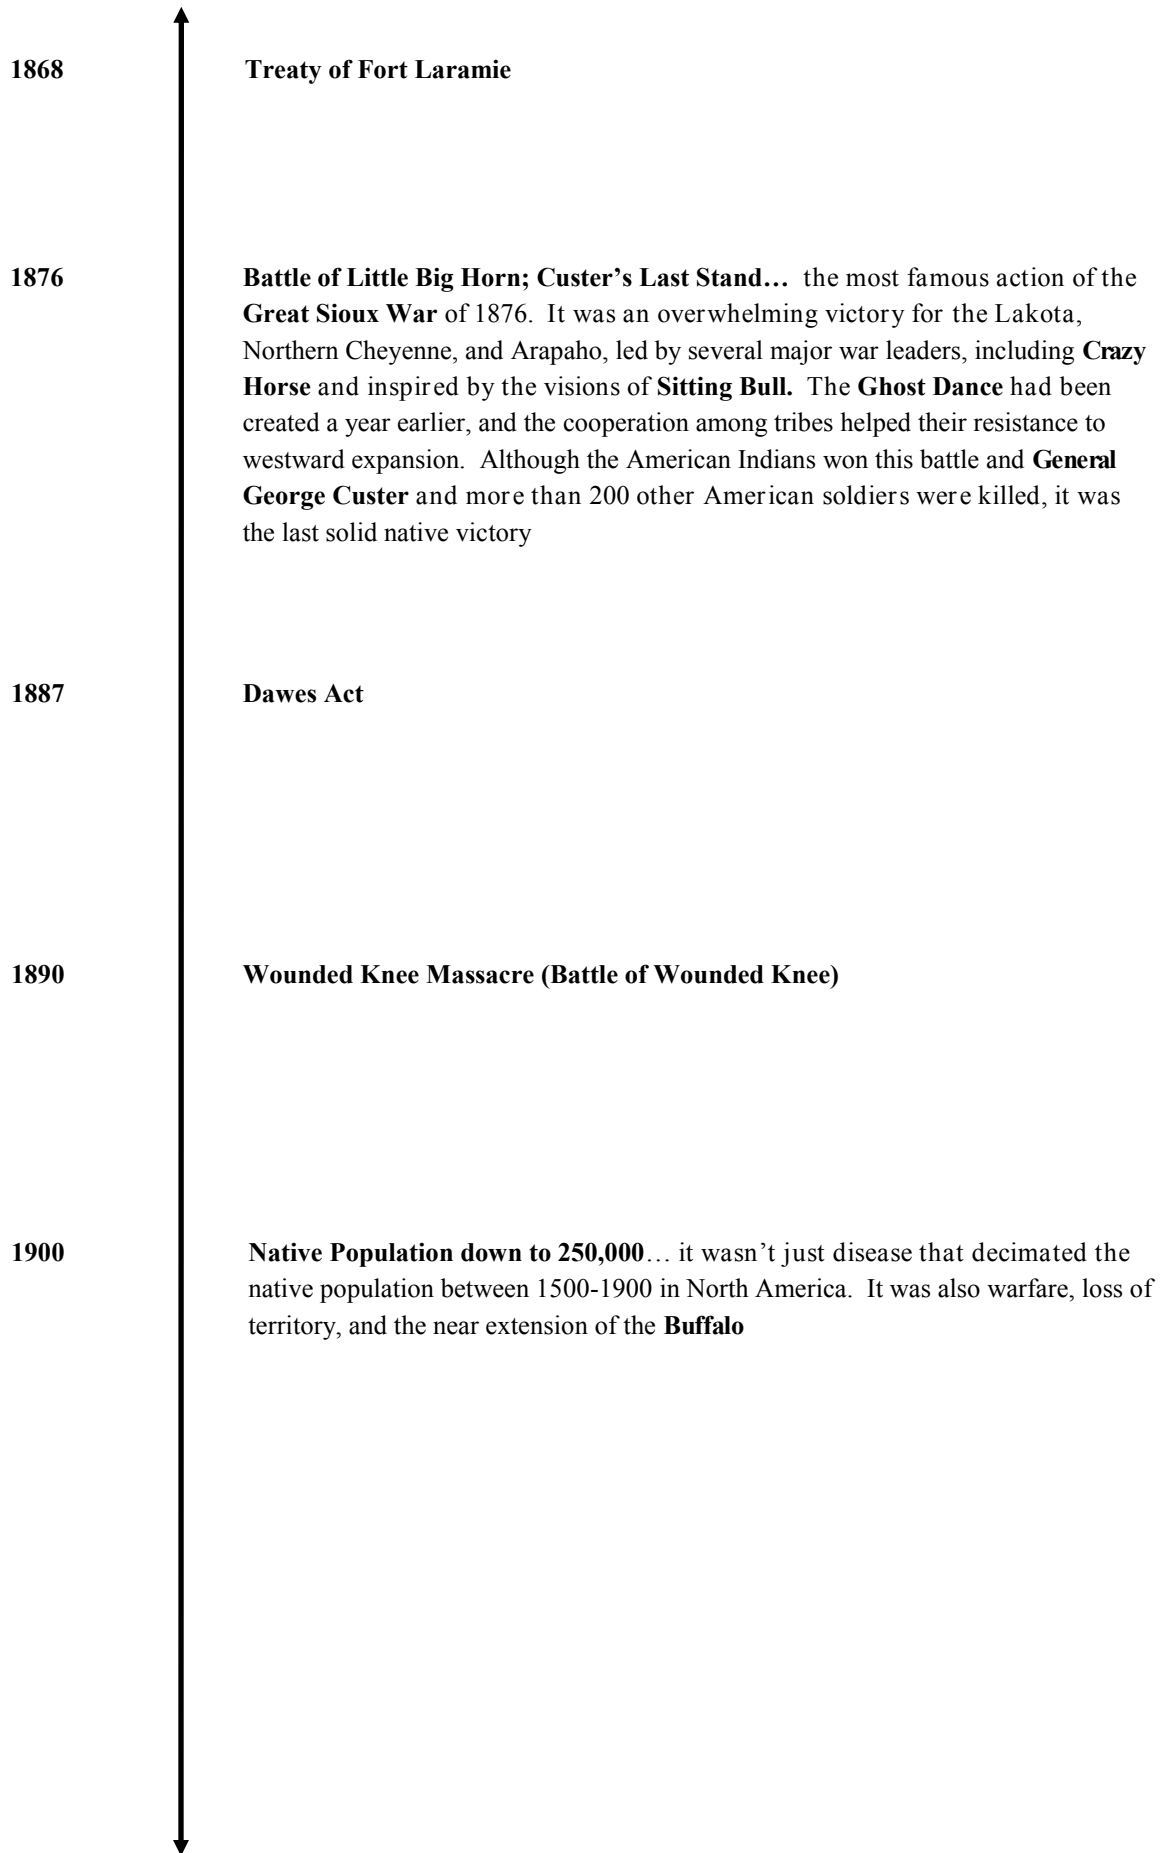 1868 Treaty of Fort Laramie
1876 Battle of Little Big Horn; Custer’s Last Stand… the most famous action of the
Great Sioux War of 1876. It was an overwhelming victory for the Lakota,
Northern Cheyenne, and Arapaho, led by several major war leaders, including Crazy
Horse and inspired by the visions of Sitting Bull. The Ghost Dance had been
created a year earlier, and the cooperation among tribes helped their resistance to
westward expansion. Although the American Indians won this battle and General
George Custer and more than 200 other American soldiers were killed, it was
the last solid native victory
1887 Dawes Act
1890 Wounded Knee Massacre (Battle of Wounded Knee)
1900 Native Population down to 250,000… it wasn’t just disease that decimated the
native population between 1500-1900 in North America. It was also warfare, loss of
territory, and the near extension of the Buffalo